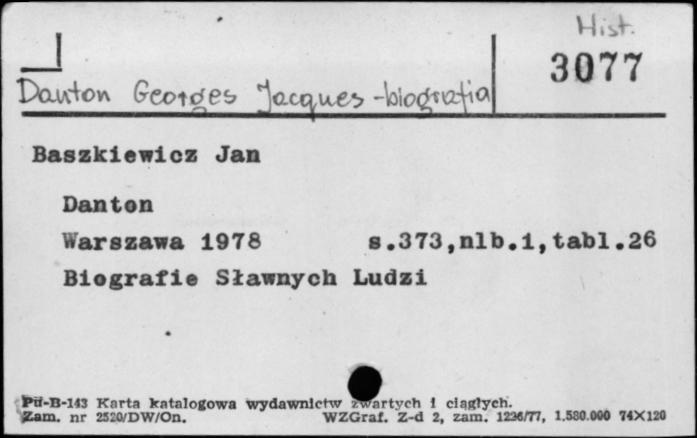 Hist.
3077
Danton Georges Jacques - biografia
Baszkiewicz Jan
Danton
Warszawa 1978 s.373,nlb.1,tabl.26
Biografie Sławnych Ludzi
Pu-B-143 Karta katalogowa wydawnictw zwartych i ciągłych.
Zam. nr 2520/DW/On. WZGraf. Z-d 2, zam. 1236/77, 1.580.000 74×120